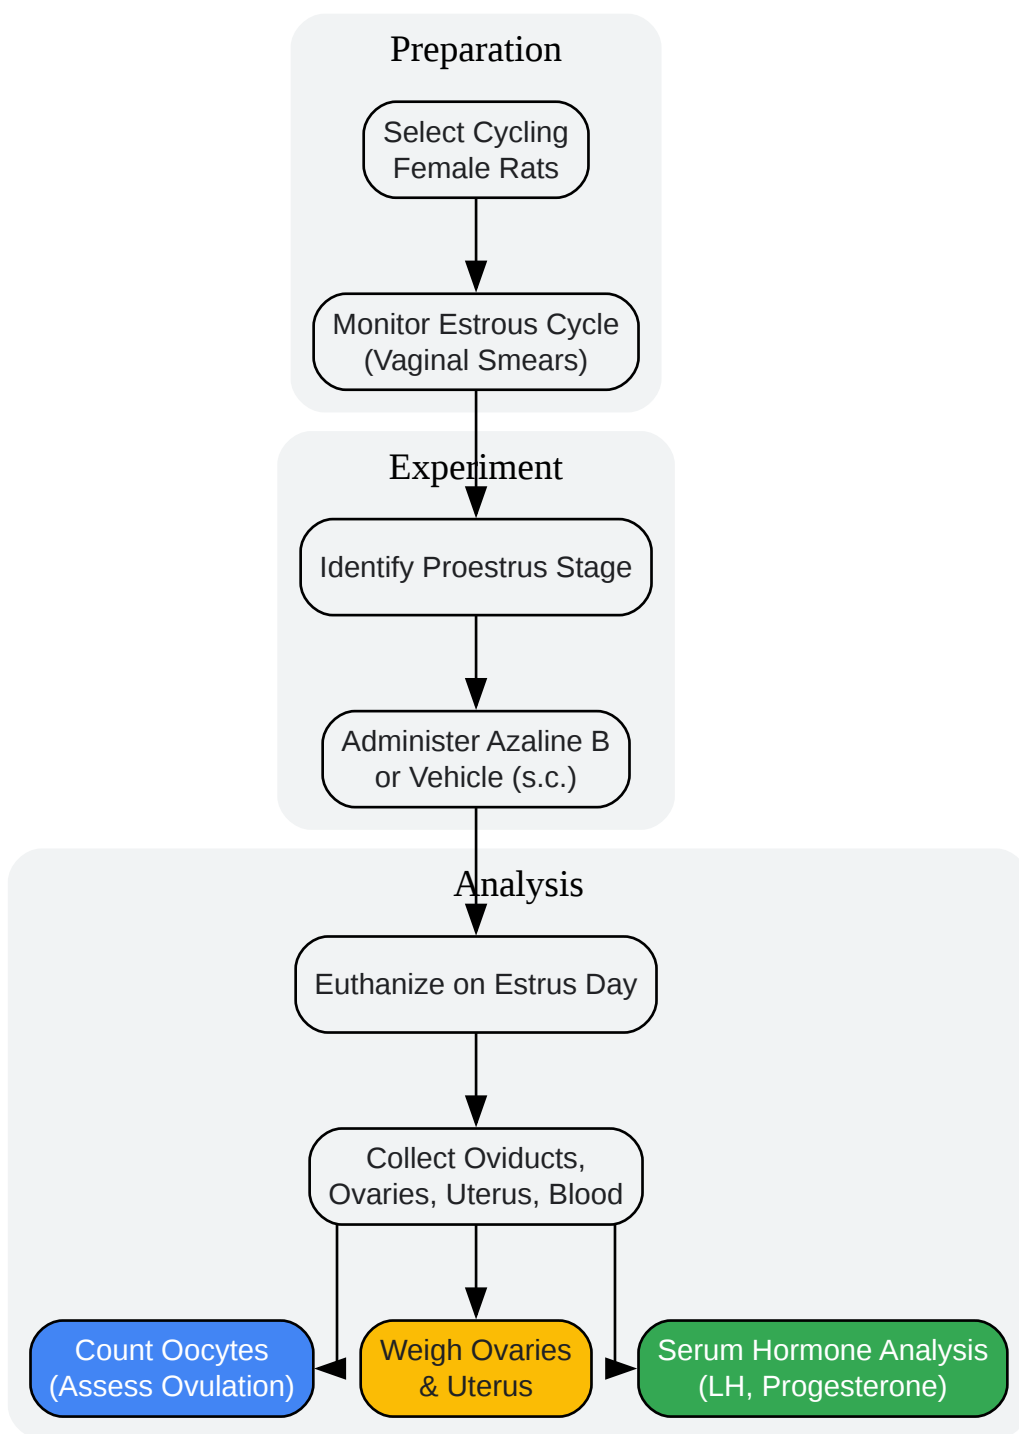 Preparation
Select Cycling
Female Rats
Monitor Estrous Cycle
(Vaginal Smears)
Experiment
Identify Proestrus Stage
Administer Azaline B
or Vehicle (s.c.)
Analysis
Euthanize on Estrus Day
Collect Oviducts,
Ovaries, Uterus, Blood
Count Oocytes
(Assess Ovulation)
Weigh Ovaries
& Uterus
Serum Hormone Analysis
(LH, Progesterone)